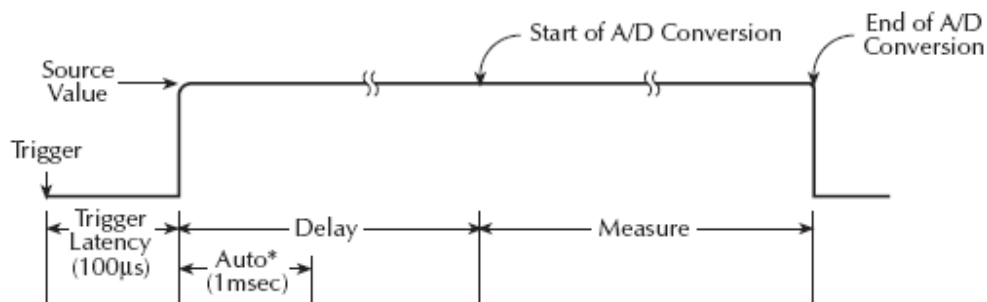 Start of A/D Conversion
End of A/D
Conversion
Source
Value
Trigger
Trigger
Latency
(100µs)
Delay
Measure
Auto*
(1msec)